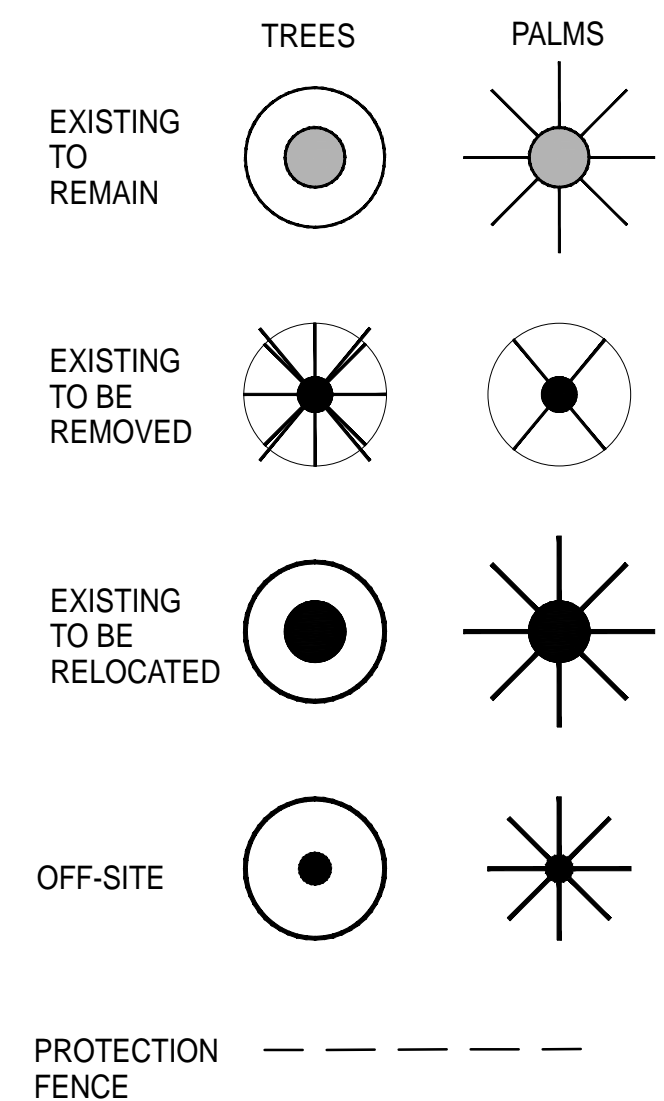 TREES PALMS
EXISTING
TO
REMAIN
EXISTING
TO BE
REMOVED
EXISTING
TO BE
RELOCATED
OFF-SITE
PROTECTION
FENCE